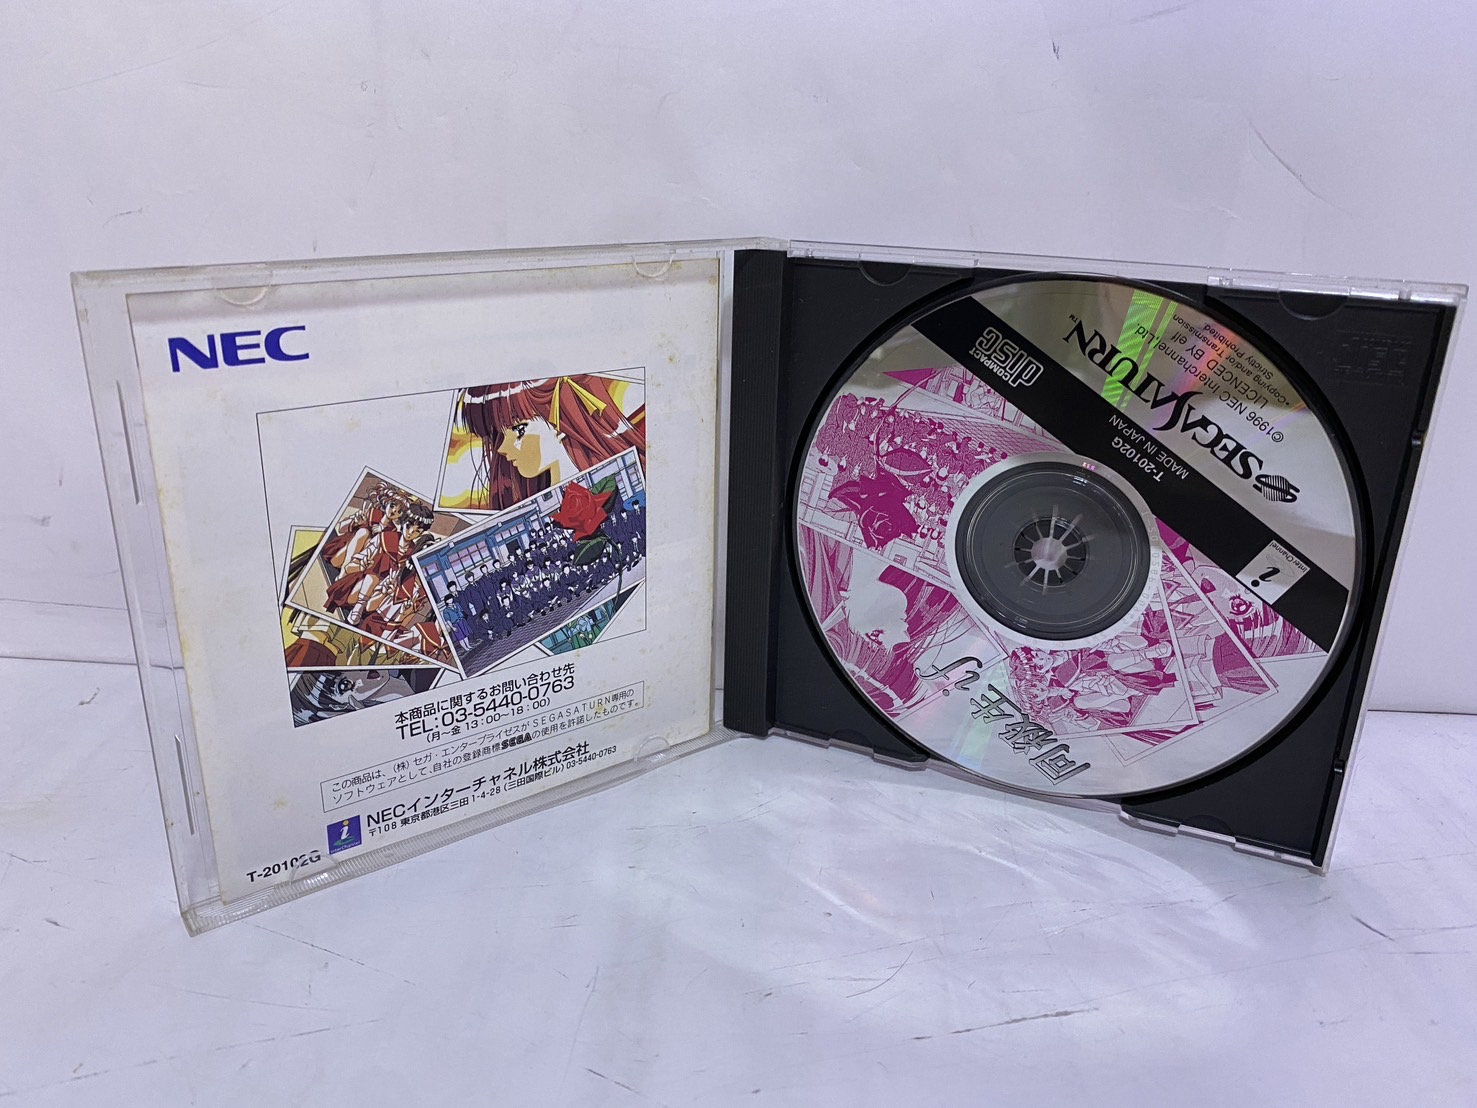 NEC
本商品に関するお問い合わせ先
TEL:03-5440-0763
(月～金 13:00～18:00)
この商品は、(株)セガ・エンタープライゼスがSEGASATURN専用の
ソフトウェアとして、自社の登録商標SEGAの使用を許諾したものです。
NECインターチャネル株式会社
〒108 東京都港区三田1-4-28(三田国際ビル)03-5440-0763
InterChannel
T-20102G
SEGASATURN™
©1996 NEC Interchannel,Ltd.
LICENCED BY elf
•Copying and/or Transmission
Strictly Prohibited.
COMPACT
disc
T-20102G
MADE IN JAPAN
i
InterChannel
同級生 if